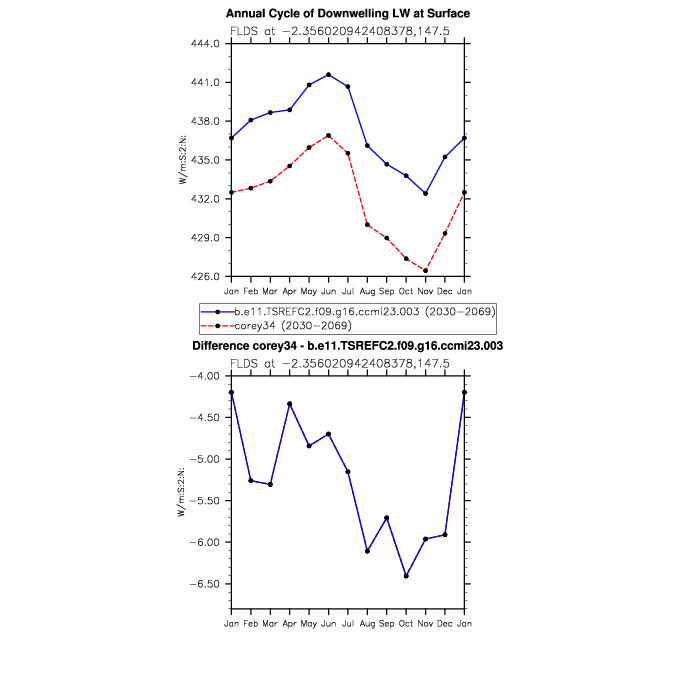 Annual Cycle of Downwelling LW at Surface
FLDS at −2.356020942408378,147.5
444.0
441.0
438.0
435.0
432.0
429.0
426.0
W/m:S:2:N:
Jan Feb Mar Apr May Jun Jul Aug Sep Oct Nov Dec Jan
b.e11.TSREFC2.f09.g16.ccmi23.003 (2030−2069)
corey34 (2030−2069)
Difference corey34 - b.e11.TSREFC2.f09.g16.ccmi23.003
FLDS at −2.356020942408378,147.5
−4.00
−4.50
−5.00
−5.50
−6.00
−6.50
W/m:S:2:N:
Jan Feb Mar Apr May Jun Jul Aug Sep Oct Nov Dec Jan